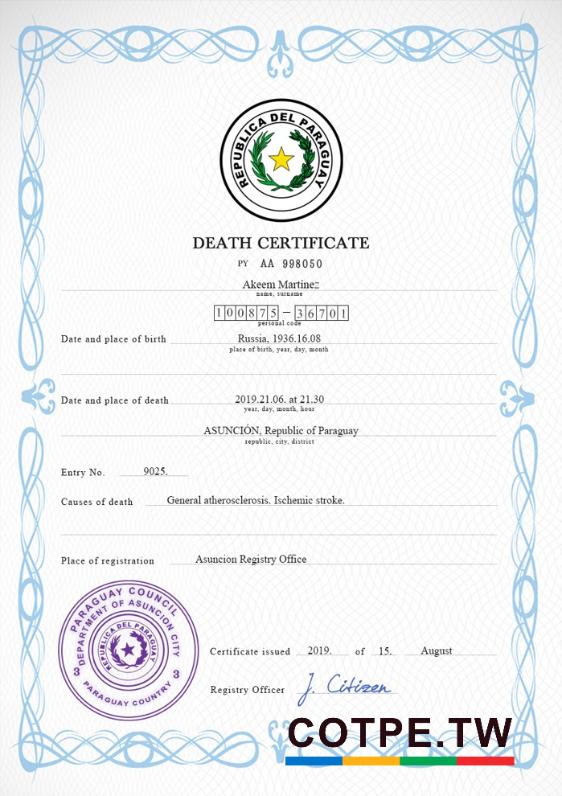 REPUBLICA DEL PARAGUAY
DEATH CERTIFICATE
PY AA 998050
Akeem Martinez
name, surname
100875-36701
personal code
Date and place of birth Russia, 1936.16.08
place of birth, year, day, month
Date and place of death 2019.21.06. at 21.30
year, day, month, hour
ASUNCIÓN, Republic of Paraguay
republic, city, district
Entry No. 9025.
Causes of death General atherosclerosis. Ischemic stroke.
Place of registration Asuncion Registry Office
PARAGUAY COUNCIL
DEPARTMENT OF ASUNCION CITY
REPUBLICA DEL PARAGUAY
3 3
PARAGUAY COUNTRY
Certificate issued 2019. of 15. August
Registry Officer J. Citizen
COTPE.TW